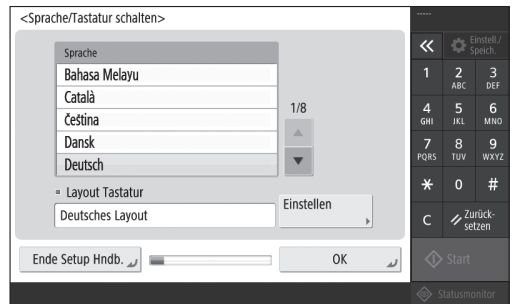 <Sprache/Tastatur schalten>
Sprache
Bahasa Melayu
Català
Čeština
Dansk
Deutsch
1/8
Layout Tastatur
Deutsches Layout
Einstellen
Ende Setup Hndb.
OK
-----
Einstell./
Speich.
1 2 3
ABC DEF
4 5 6
GHI JKL MNO
7 8 9
PQRS TUV WXYZ
* 0 #
C Zurück-
setzen
Start
Statusmonitor